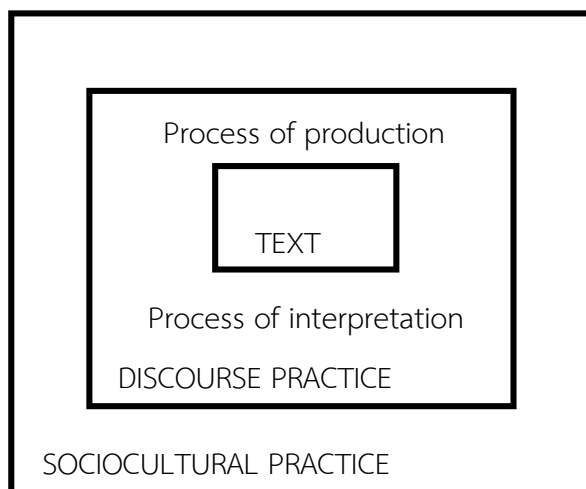 Process of production
TEXT
Process of interpretation
DISCOURSE PRACTICE
SOCIOCULTURAL PRACTICE